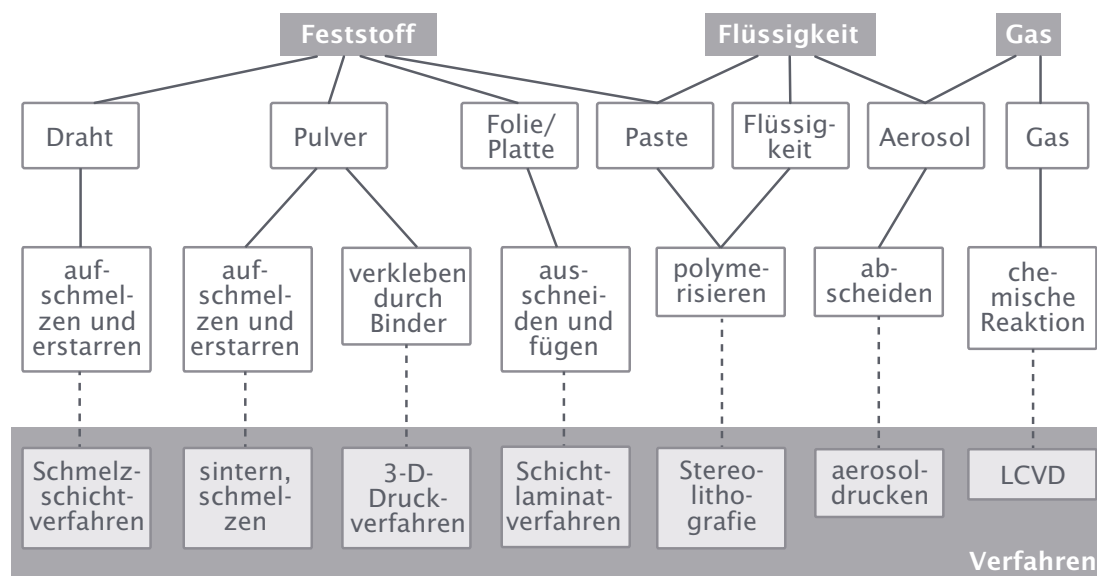 Feststoff
Flüssigkeit
Gas
Draht
Pulver
Folie/
Platte
Paste
Flüssig-
keit
Aerosol
Gas
auf-
schmel-
zen und
erstarren
auf-
schmel-
zen und
erstarren
verkleben
durch
Binder
aus-
schnei-
den und
fügen
polyme-
risieren
ab-
scheiden
che-
mische
Reaktion
Schmelz-
schicht-
verfahren
sintern,
schmel-
zen
3-D-
Druck-
verfahren
Schicht-
laminat-
verfahren
Stereo-
litho-
grafie
aerosol-
drucken
LCVD
Verfahren